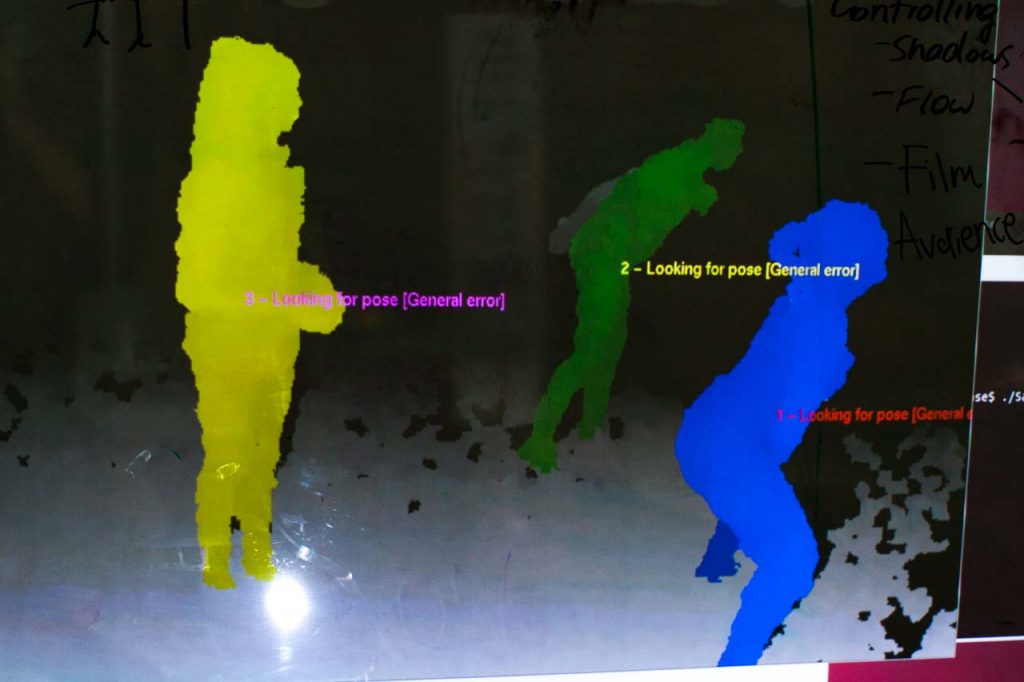 Controlling
- Shadows
- Flow
- Film
Audience
2 - Looking for pose [General error]
3 - Looking for pose [General error]
se$ ./S
1 - Looking for pose [General